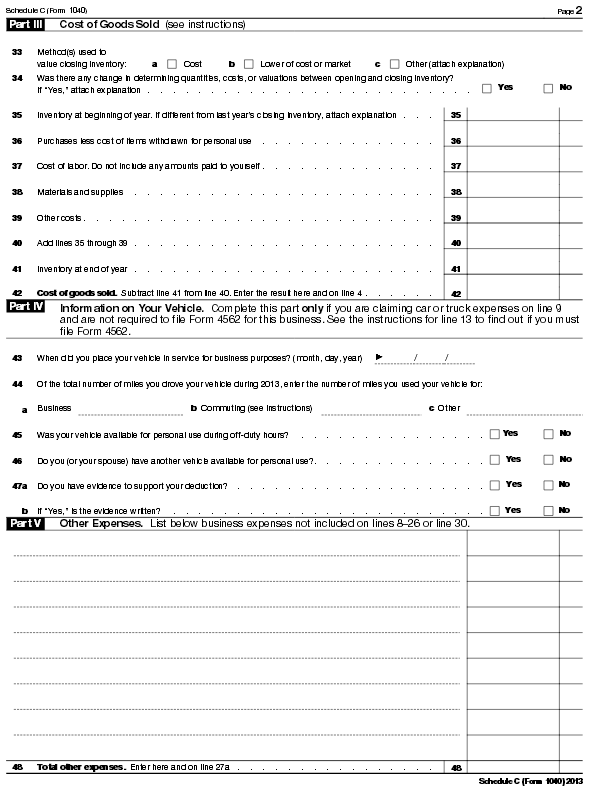 Schedule C (Form 1040) Page 2
Part III Cost of Goods Sold (see instructions)
33 Method(s) used to
value closing inventory: a Cost b Lower of cost or market c Other (attach explanation)
34 Was there any change in determining quantities, costs, or valuations between opening and closing inventory?
If "Yes," attach explanation . . . . . . . . . . . . . . . . . . . . . . . . . Yes No
35 Inventory at beginning of year. If different from last year's closing inventory, attach explanation . . . 35
36 Purchases less cost of items withdrawn for personal use . . . . . . . . . . . . . . 36
37 Cost of labor. Do not include any amounts paid to yourself . . . . . . . . . . . . . . 37
38 Materials and supplies . . . . . . . . . . . . . . . . . . . . . 38
39 Other costs . . . . . . . . . . . . . . . . . . . . . . . 39
40 Add lines 35 through 39 . . . . . . . . . . . . . . . . . . . . . 40
41 Inventory at end of year . . . . . . . . . . . . . . . . . . . . . 41
42 Cost of goods sold. Subtract line 41 from line 40. Enter the result here and on line 4 . . . . . . 42
Part IV Information on Your Vehicle. Complete this part only if you are claiming car or truck expenses on line 9
and are not required to file Form 4562 for this business. See the instructions for line 13 to find out if you must
file Form 4562.
43 When did you place your vehicle in service for business purposes? (month, day, year) ▶ / /
44 Of the total number of miles you drove your vehicle during 2013, enter the number of miles you used your vehicle for:
a Business b Commuting (see instructions) c Other
45 Was your vehicle available for personal use during off-duty hours? . . . . . . . . . . . . . . Yes No
46 Do you (or your spouse) have another vehicle available for personal use?. . . . . . . . . . . . . Yes No
47a Do you have evidence to support your deduction? . . . . . . . . . . . . . . . . . . Yes No
b If "Yes," is the evidence written? . . . . . . . . . . . . . . . . . . . . . . Yes No
Part V Other Expenses. List below business expenses not included on lines 8–26 or line 30.
48 Total other expenses. Enter here and on line 27a . . . . . . . . . . . . . . . 48
Schedule C (Form 1040) 2013